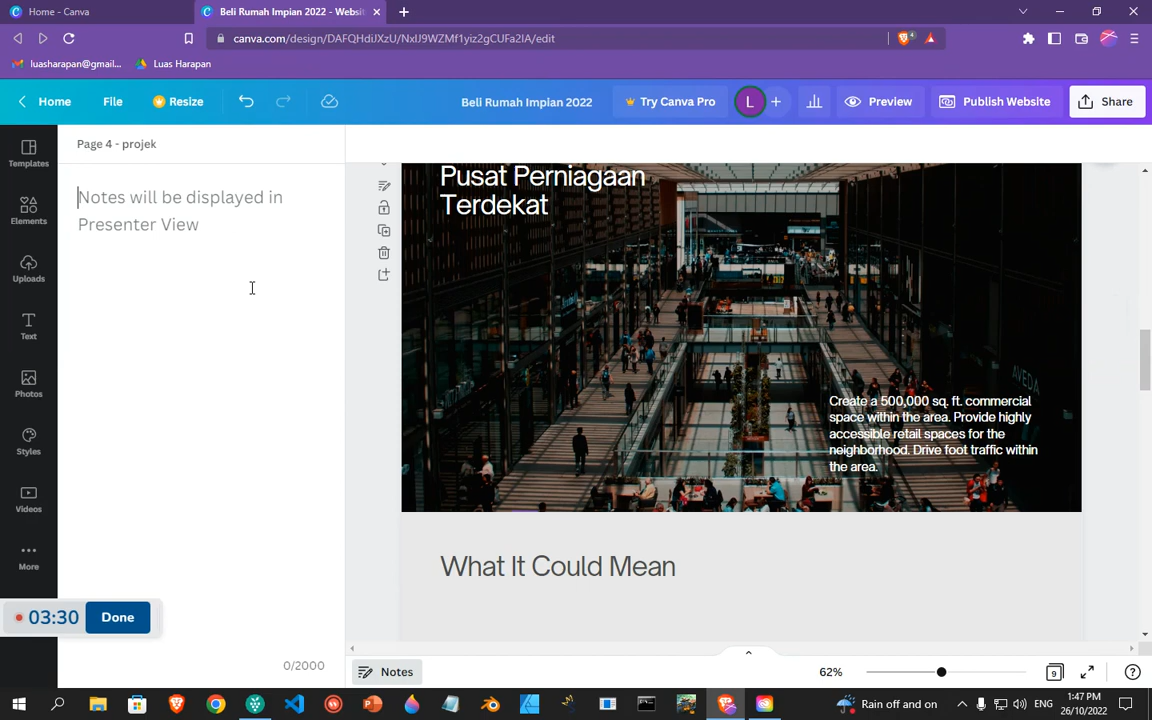 Home - Canva
Beli Rumah Impian 2022 - Websit
canva.com/design/DAFQHdiJXzU/NxlJ9WZMf1yiz2gCUFa2IA/edit
4
luasharapan@gmail...
Luas Harapan
Home
File
Resize
Beli Rumah Impian 2022
Try Canva Pro
L
Preview
Publish Website
Share
Page 4 - projek
Templates
Elements
Uploads
Text
Photos
Styles
Videos
More
Notes will be displayed in
Presenter View
Pusat Perniagaan
Terdekat
AVEDA
Create a 500,000 sq. ft. commercial
space within the area. Provide highly
accessible retail spaces for the
neighborhood. Drive foot traffic within
the area.
What It Could Mean
03:30
Done
0/2000
Notes
62%
9
Rain off and on
ENG
1:47 PM
26/10/2022